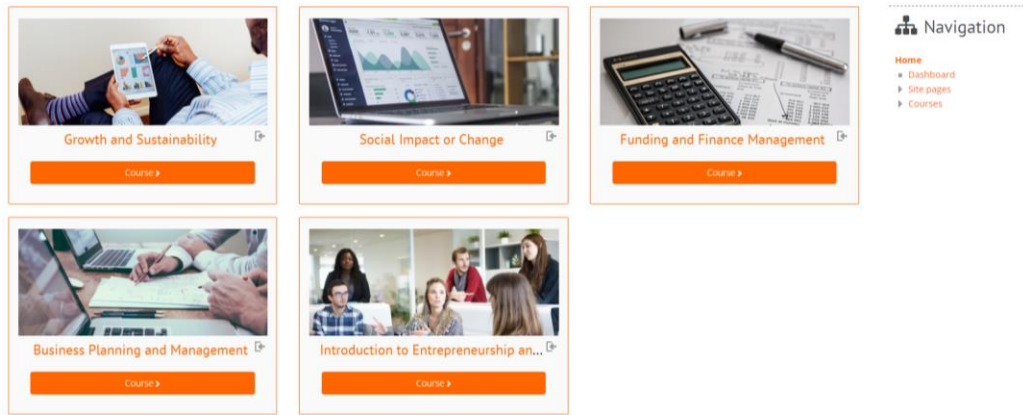 Growth and Sustainability
Course
Social Impact or Change
Course
Funding and Finance Management
Course
Business Planning and Management
Course
Introduction to Entrepreneurship an...
Course
Navigation
Home
Dashboard
Site pages
Courses